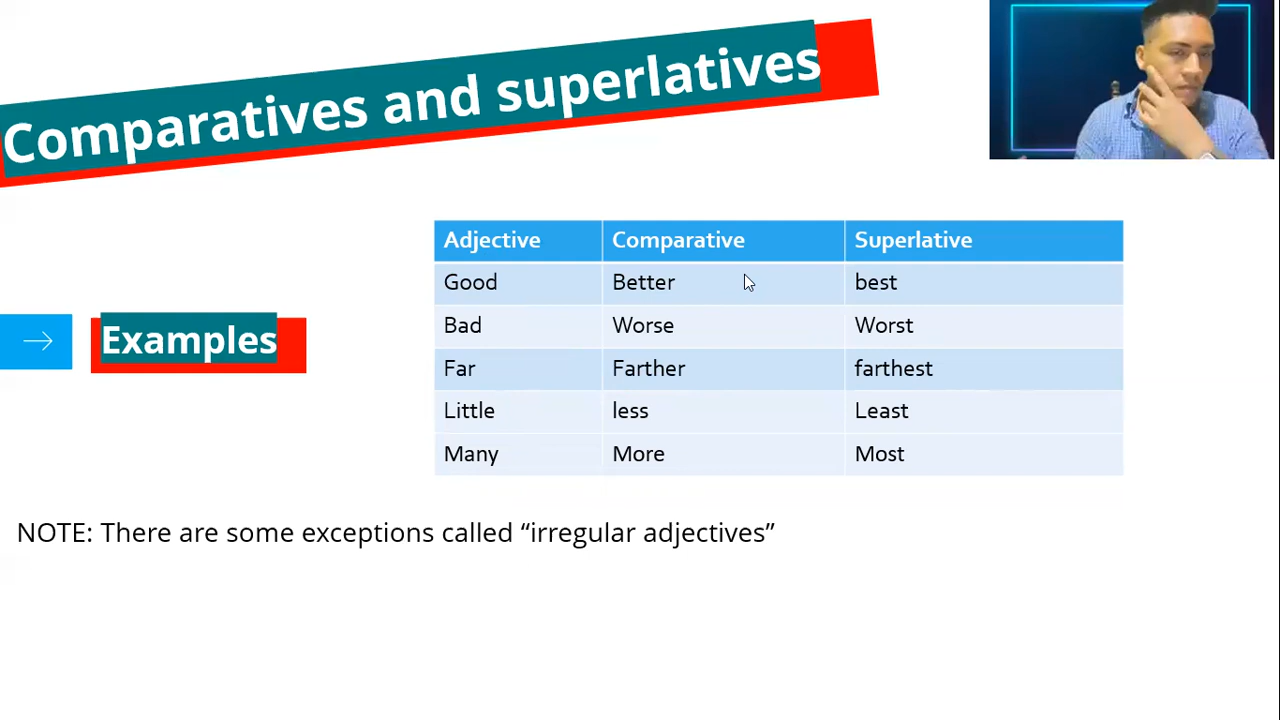 Comparatives and superlatives
Adjective Comparative Superlative
Good Better best
Bad Worse Worst
Examples
Far Farther farthest
Little less Least
Many More Most
NOTE: There are some exceptions called “irregular adjectives”